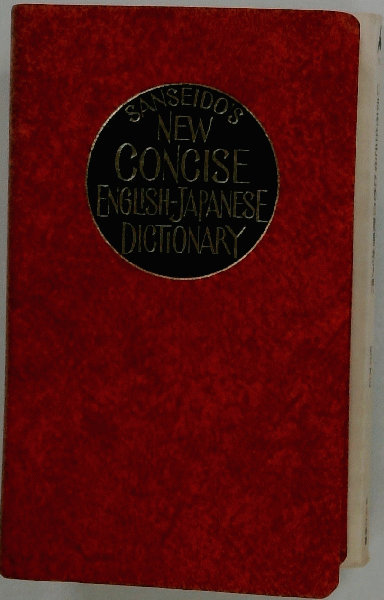 SANSEIDO'S
NEW
CONCISE
ENGLISH-JAPANESE
DICTIONARY